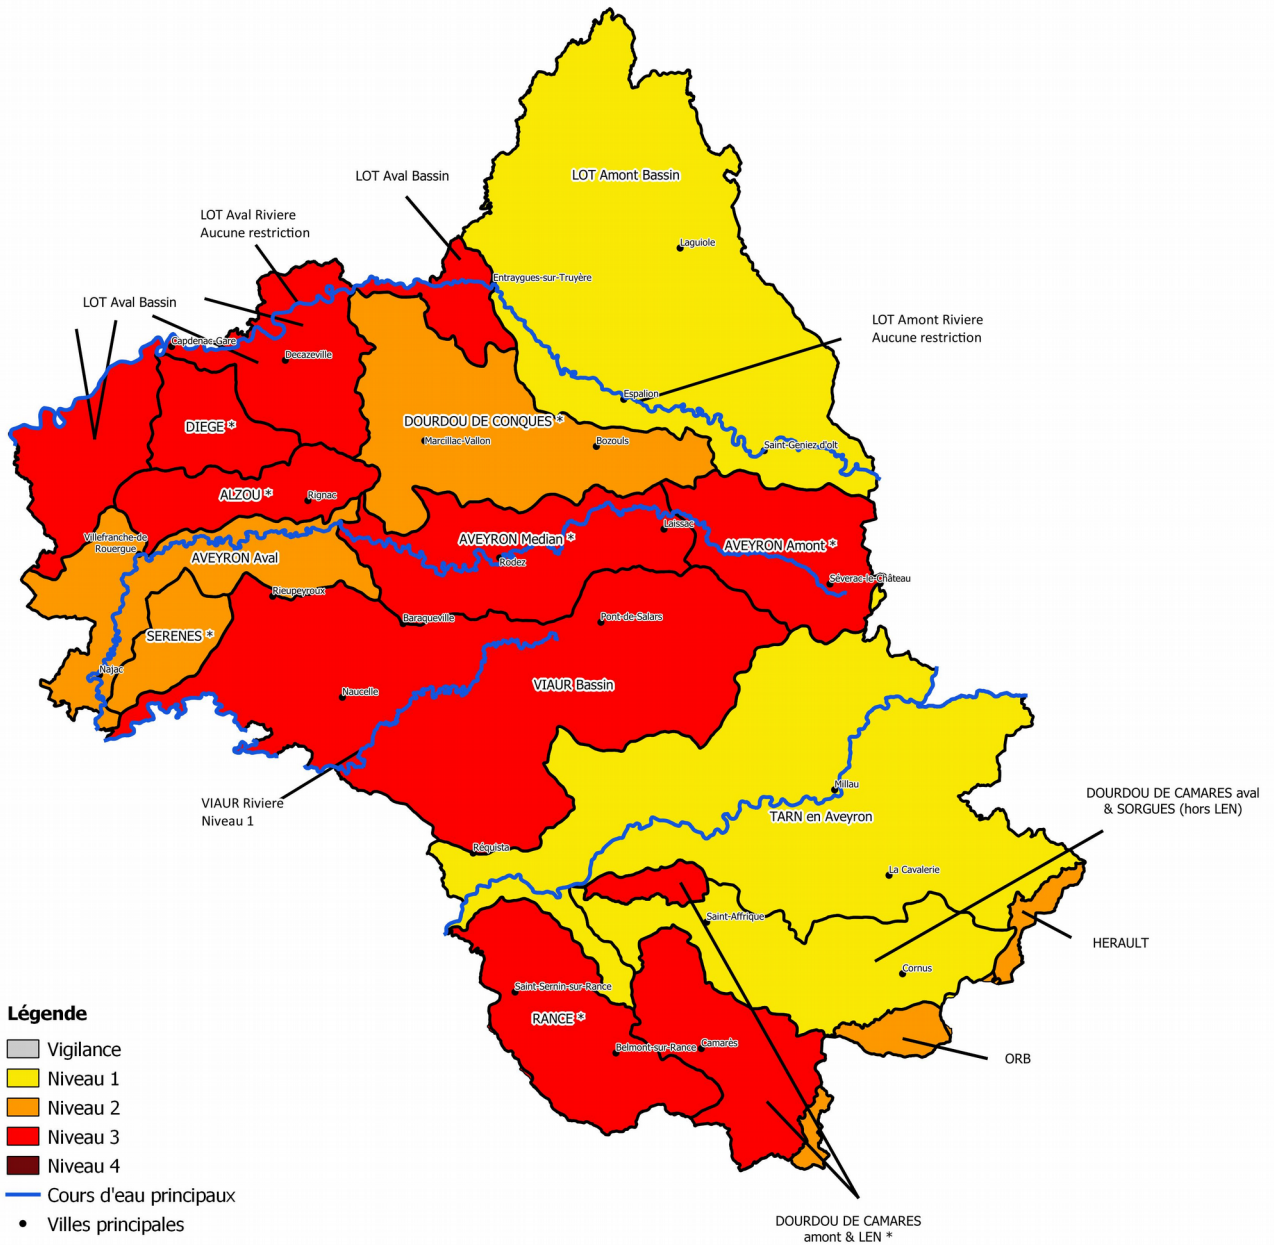 LOT Aval Bassin
LOT Amont Bassin
LOT Aval Riviere
Aucune restriction
Laguiole
Entraygues-sur-Truyère
LOT Aval Bassin
LOT Amont Riviere
Aucune restriction
Capdenac-Gare
Decazeville
Espalion
DIEGE *
DOURDOU DE CONQUES *
Marcillac-Vallon
Bozouls
Saint-Geniez-d'olt
ALZOU *
Rignac
Villefranche-de
Rouergue
AVEYRON Aval
AVEYRON Median *
Laissac
AVEYRON Amont *
Rodez
Séverac-le-Château
Rieupeyroux
Baraqueville
Pont-de-Salars
SERENES *
Najac
Naucelle
VIAUR Bassin
VIAUR Riviere
Niveau 1
Millau
TARN en Aveyron
DOURDOU DE CAMARES aval
& SORGUES (hors LEN)
Réquista
La Cavalerie
Saint-Affrique
HERAULT
Cornus
Saint-Sernin-sur-Rance
RANCE *
Belmont-sur-Rance
Camarès
ORB
DOURDOU DE CAMARES
amont & LEN *
Légende
Vigilance
Niveau 1
Niveau 2
Niveau 3
Niveau 4
Cours d'eau principaux
Villes principales